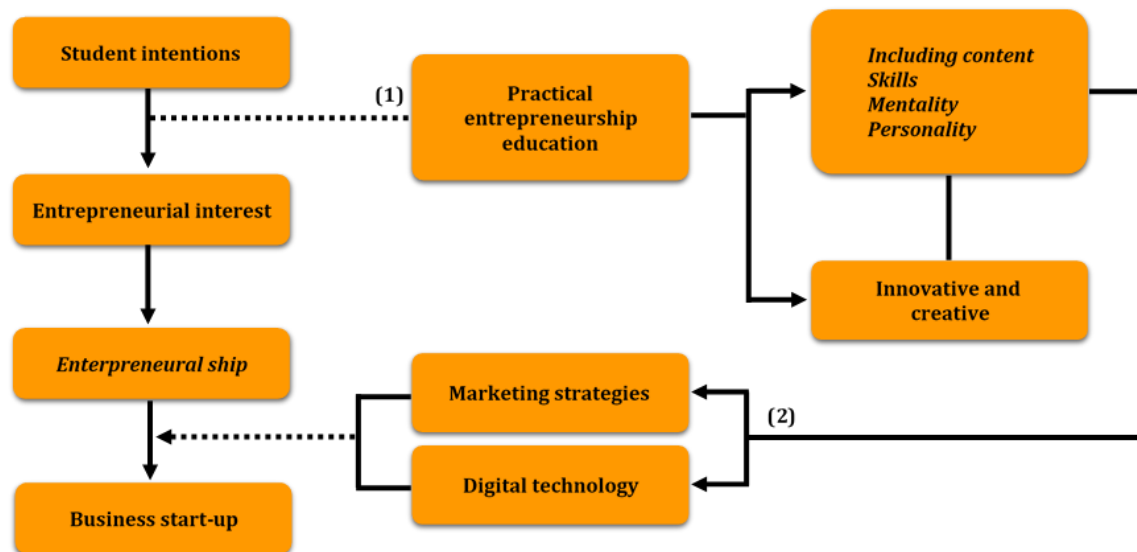 Student intentions
(1)
Practical
entrepreneurship
education
Including content
Skills
Mentality
Personality
Entrepreneurial interest
Innovative and
creative
Enterpreneural ship
Marketing strategies
(2)
Digital technology
Business start-up